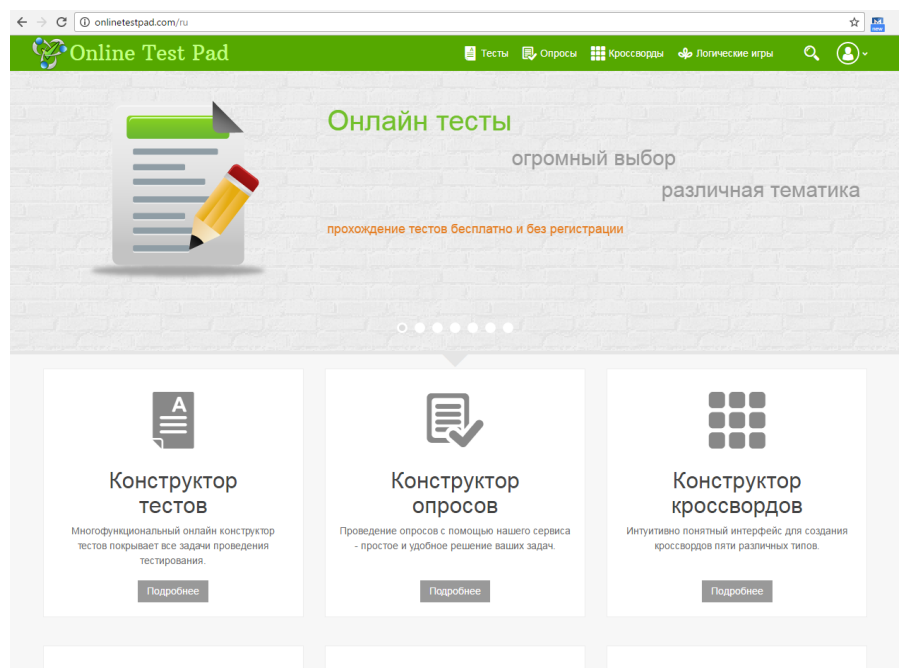 onlinetestpad.com/ru
Online Test Pad
Тесты Опросы Кроссворды Логические игры
Онлайн тесты
огромный выбор
различная тематика
прохождение тестов бесплатно и без регистрации
A
Конструктор
тестов
Многофункциональный онлайн конструктор
тестов покрывает все задачи проведения
тестирования.
Подробнее
Конструктор
опросов
Проведение опросов с помощью нашего сервиса
- простое и удобное решение ваших задач.
Подробнее
Конструктор
кроссвордов
Интуитивно понятный интерфейс для создания
кроссвордов пяти различных типов.
Подробнее